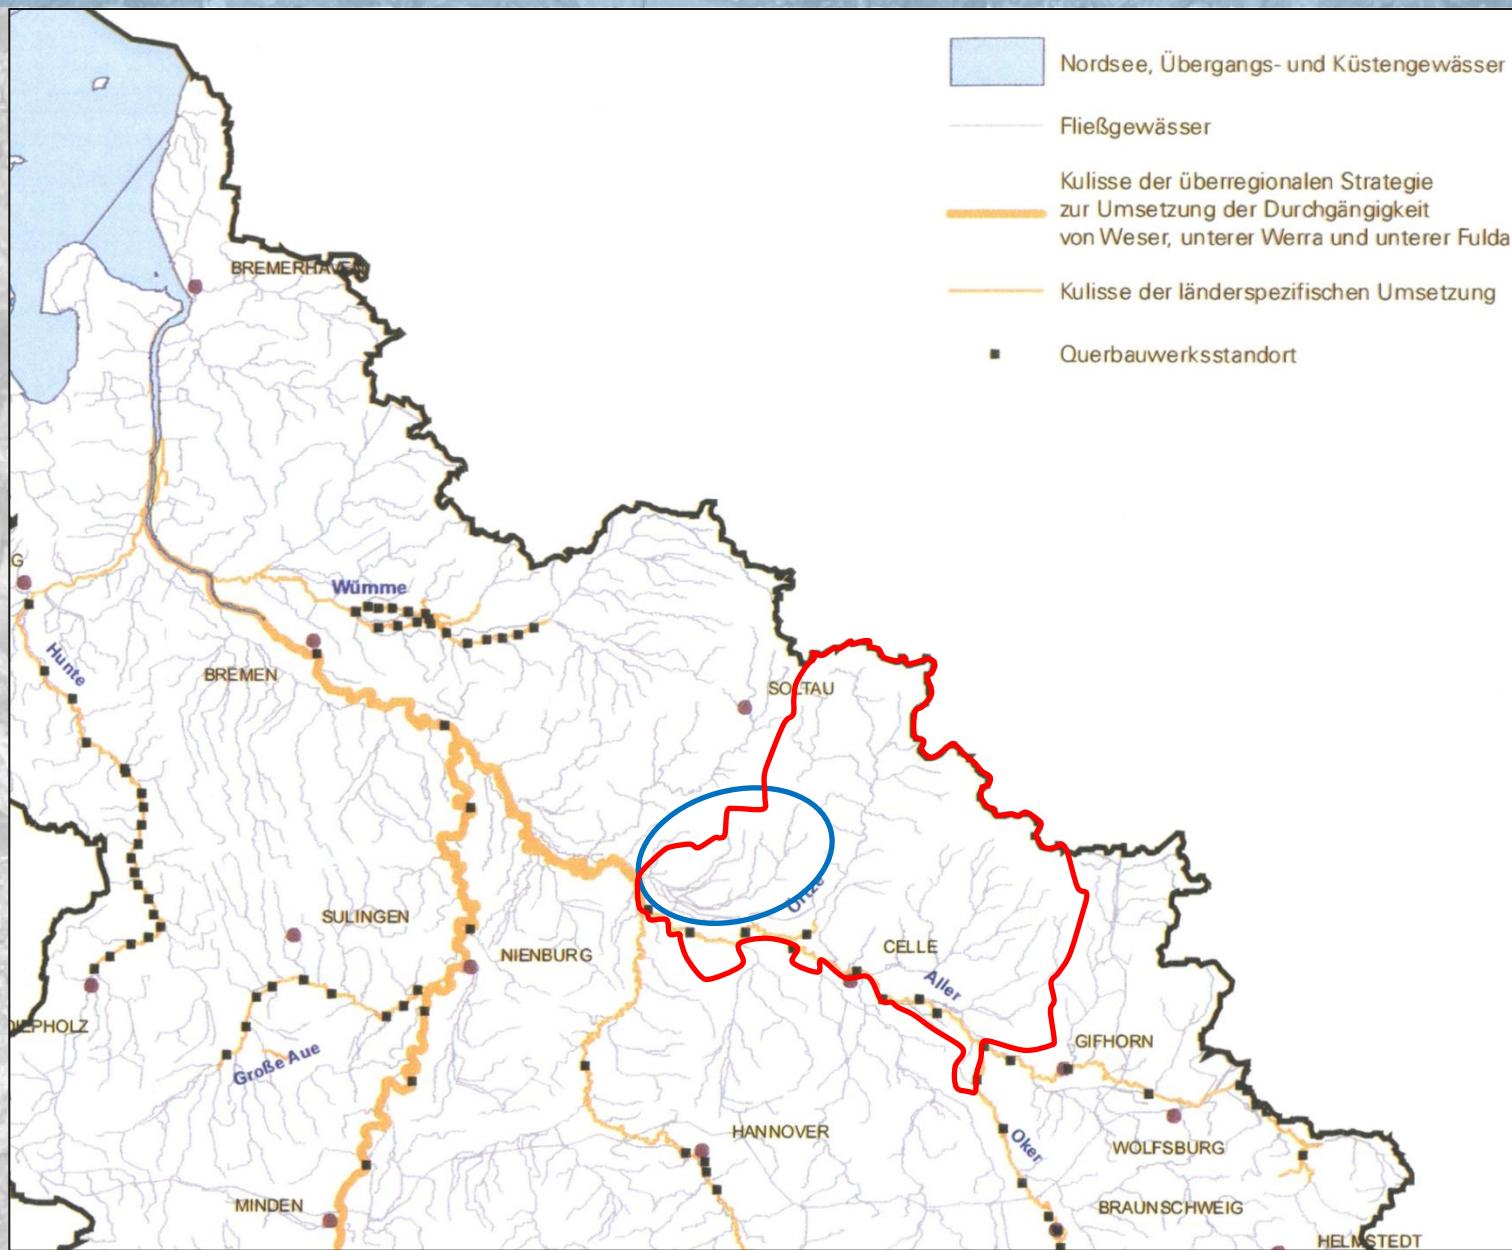 Nordsee, Übergangs- und Küstengewässer
Fließgewässer
Kulisse der überregionalen Strategie
zur Umsetzung der Durchgängigkeit
von Weser, unterer Werra und unterer Fulda
Kulisse der länderspezifischen Umsetzung
Querbauwerksstandort
BREMERHAVEN
G
Wümme
Hunte
BREMEN
SOLTAU
Örtze
SULINGEN
NIENBURG
CELLE
Aller
DIEPHOLZ
Große Aue
GIFHORN
HANNOVER
Oker
WOLFSBURG
MINDEN
BRAUNSCHWEIG
HELMSTEDT